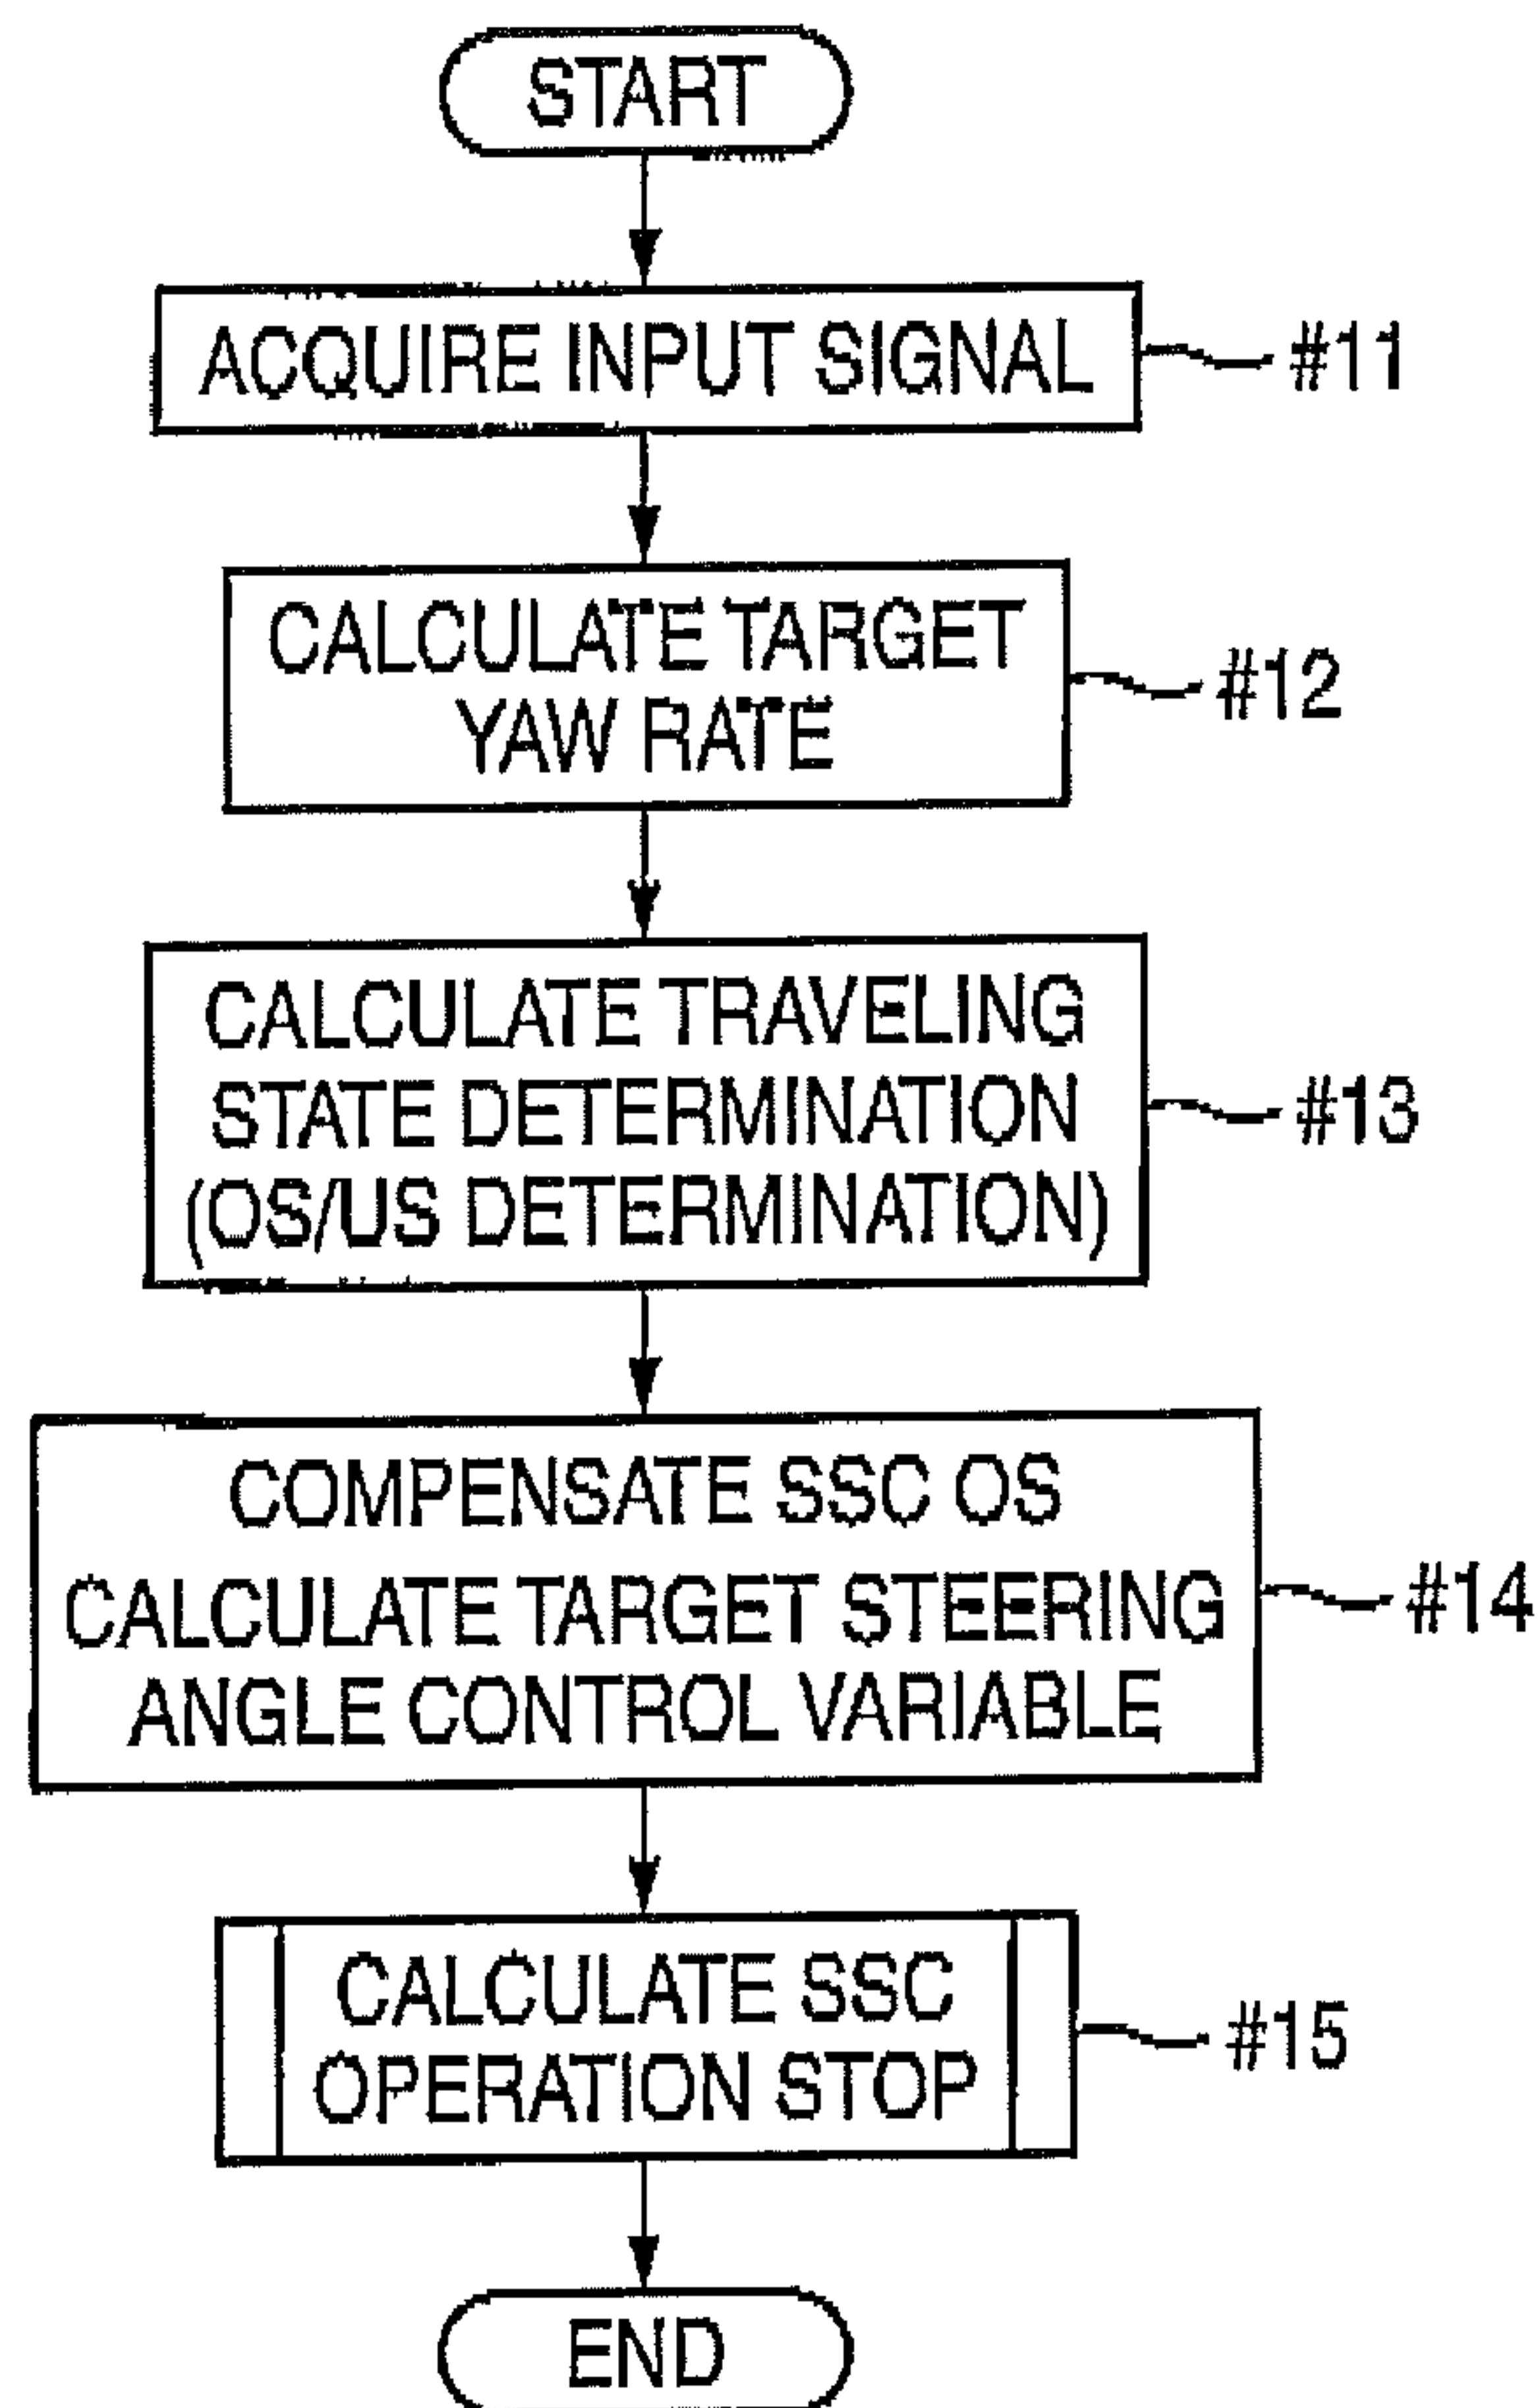 START
ACQUIRE INPUT SIGNAL
#11
CALCULATE TARGET
YAW RATE
#12
CALCULATE TRAVELING
STATE DETERMINATION
(OS/US DETERMINATION)
#13
COMPENSATE SSC OS
CALCULATE TARGET STEERING
ANGLE CONTROL VARIABLE
#14
CALCULATE SSC
OPERATION STOP
#15
END